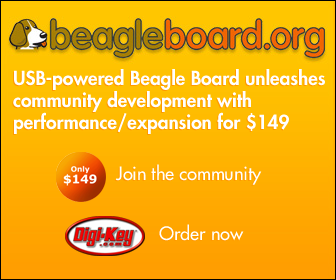 beagleboard.org
USB-powered Beagle Board unleashes
community development with
performance/expansion for $149
Only
$149
Join the community
Digi-Key
.com
Order now